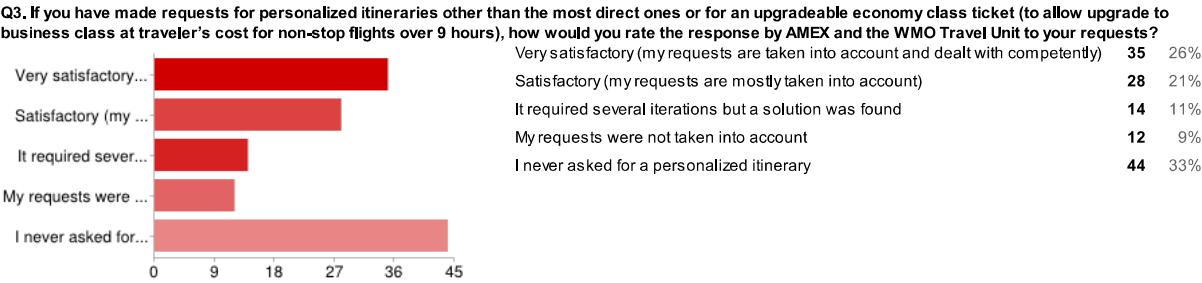 Q3. If you have made requests for personalized itineraries other than the most direct ones or for an upgradeable economy class ticket (to allow upgrade to
business class at traveler's cost for non-stop flights over 9 hours), how would you rate the response by AMEX and the WMO Travel Unit to your requests?
Very satisfactory...
Satisfactory (my ...
It required sever...
My requests were ...
I never asked for...
0 9 18 27 36 45
Very satisfactory (my requests are taken into account and dealt with competently) 35 26%
Satisfactory (my requests are mostly taken into account) 28 21%
It required several iterations but a solution was found 14 11%
My requests were not taken into account 12 9%
I never asked for a personalized itinerary 44 33%